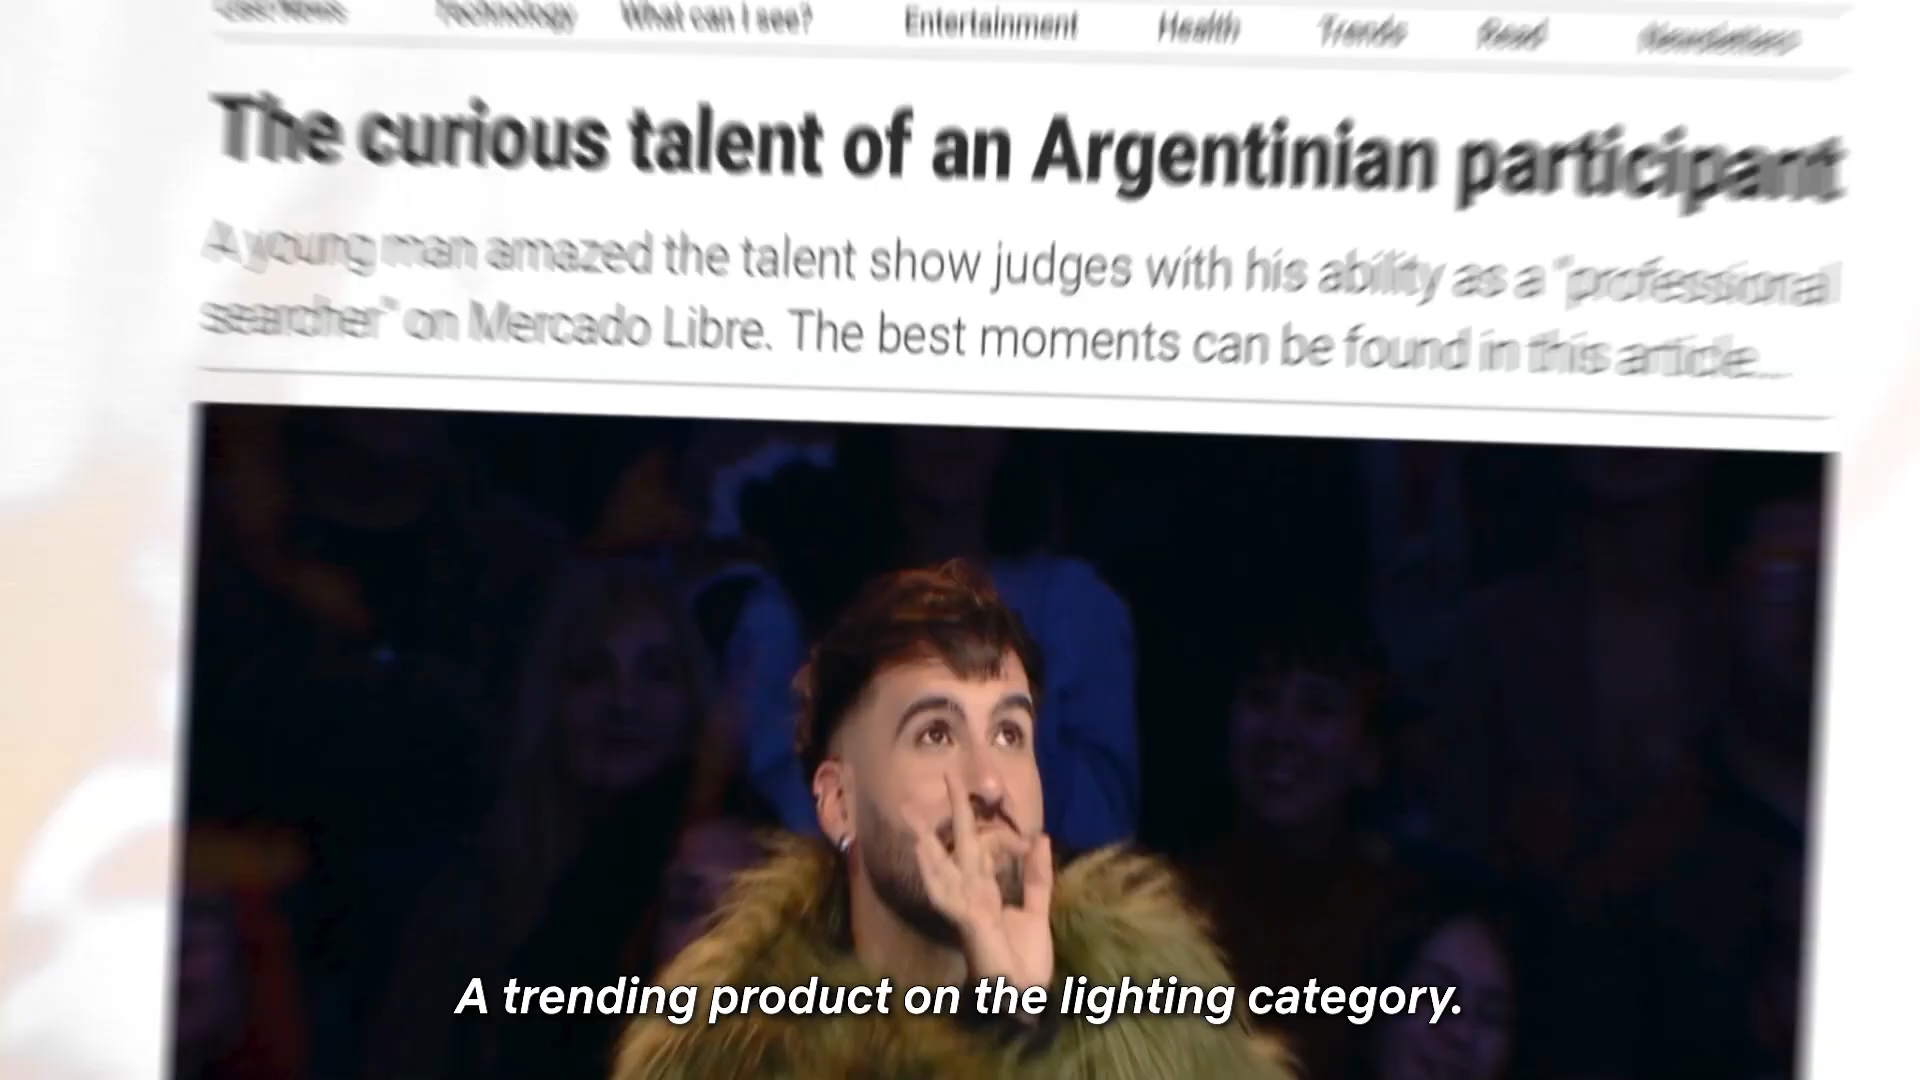 Technology What can I see? Entertainment Health Trends Read Newsletters
The curious talent of an Argentinian participant
A young man amazed the talent show judges with his ability as a "professional
searcher" on Mercado Libre. The best moments can be found in this article...
A trending product on the lighting category.